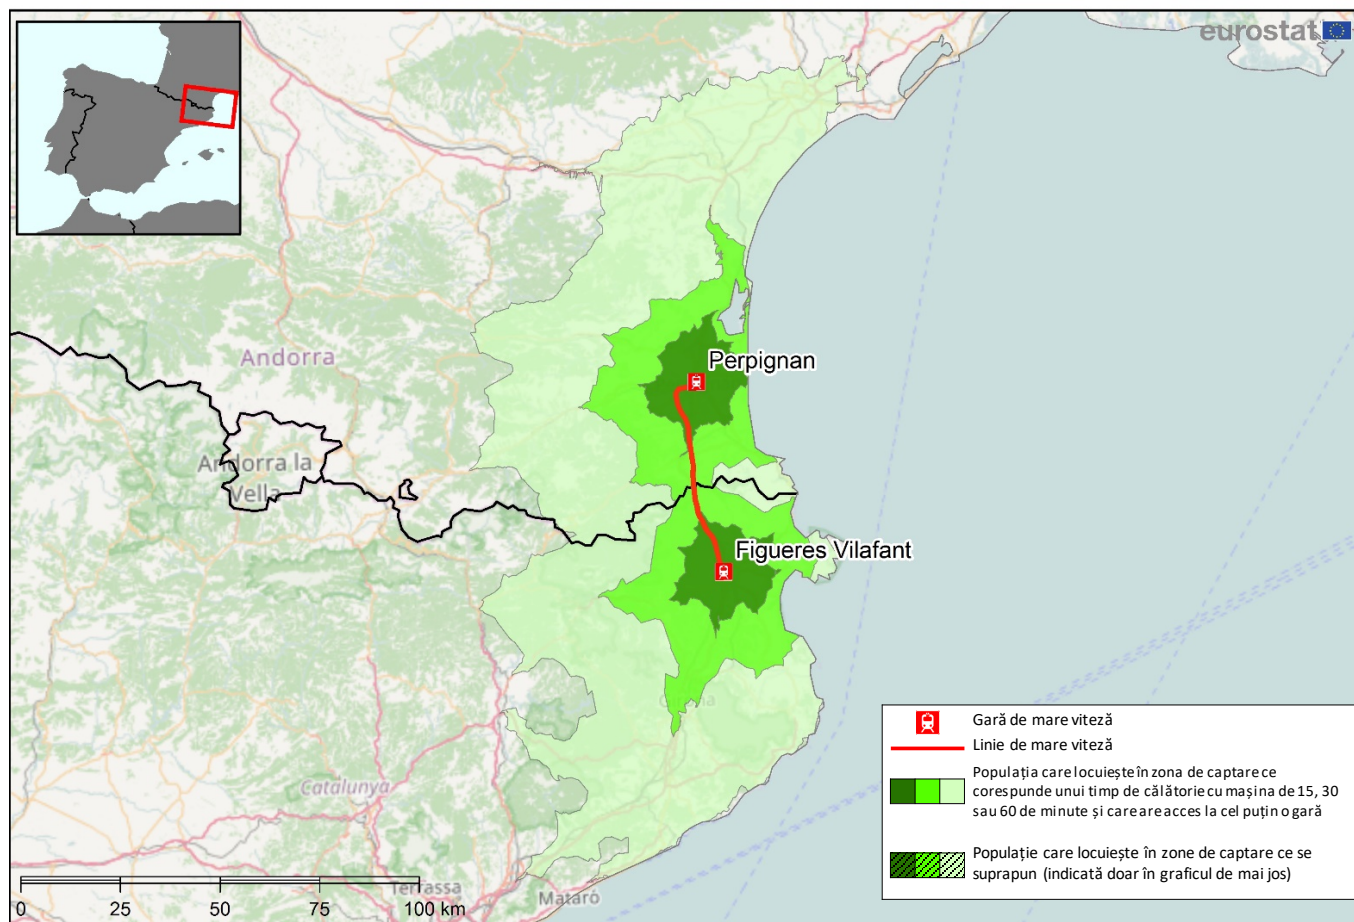 eurostat
Perpignan
Andorra
Andorra la
Vella
Figueres Vilafant
Catalunya
Terrassa
Mataró
0 25 50 75 100 km
Gară de mare viteză
Linie de mare viteză
Populația care locuiește în zona de captare ce
corespunde unui timp de călătorie cu mașina de 15, 30
sau 60 de minute și care are acces la cel puțin o gară
Populație care locuiește în zone de captare ce se
suprapun (indicată doar în graficul de mai jos)